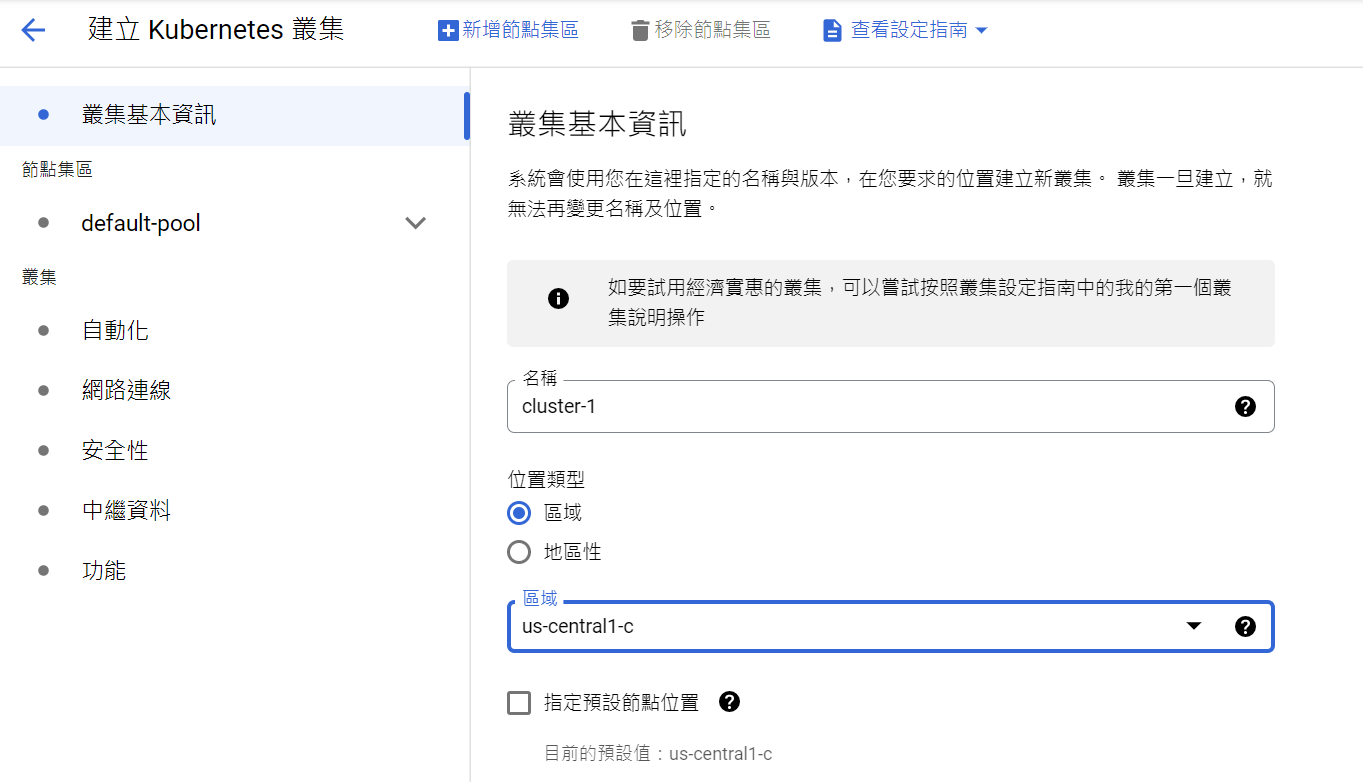 建立 Kubernetes 叢集
新增節點集區
移除節點集區
查看設定指南
叢集基本資訊
節點集區
default-pool
叢集
自動化
網路連線
安全性
中繼資料
功能
叢集基本資訊
系統會使用您在這裡指定的名稱與版本，在您要求的位置建立新叢集。 叢集一旦建立，就
無法再變更名稱及位置。
如要試用經濟實惠的叢集，可以嘗試按照叢集設定指南中的我的第一個叢
集說明操作
名稱
cluster-1
位置類型
區域
地區性
區域
us-central1-c
指定預設節點位置
目前的預設值：us-central1-c